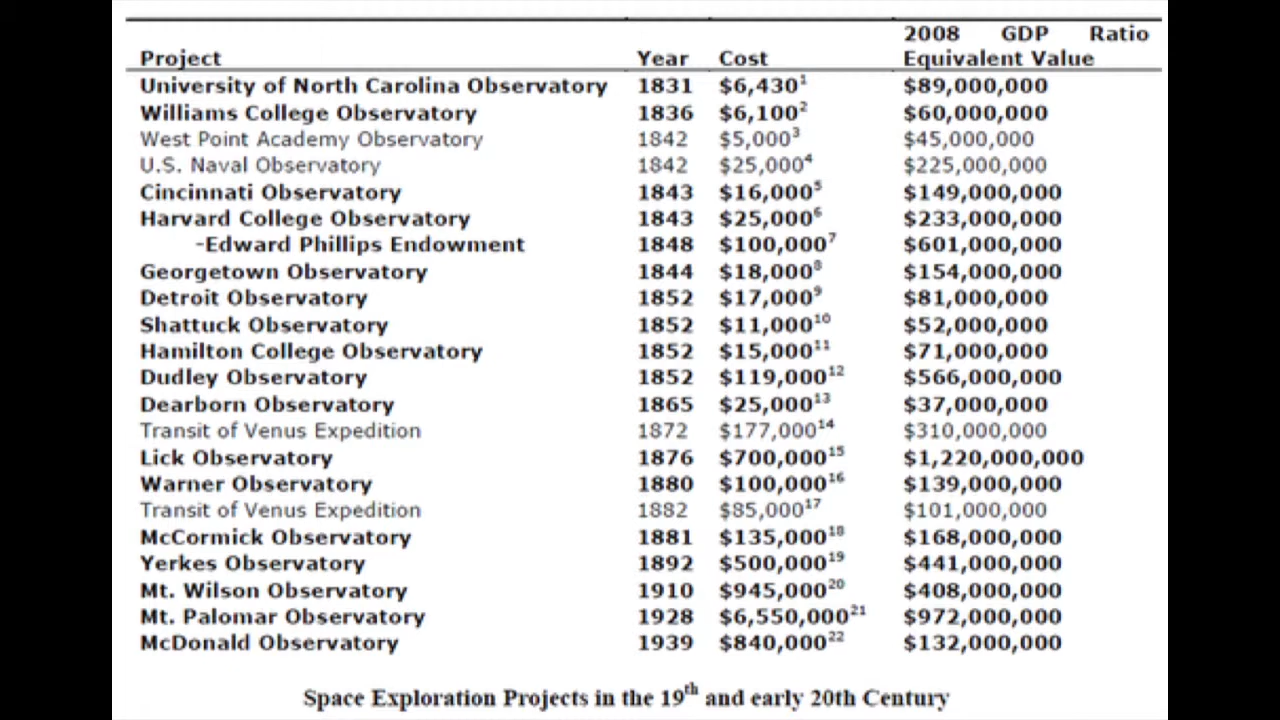 2008 GDP Ratio
Project Year Cost Equivalent Value
University of North Carolina Observatory 1831 $6,430¹ $89,000,000
Williams College Observatory 1836 $6,100² $60,000,000
West Point Academy Observatory 1842 $5,000³ $45,000,000
U.S. Naval Observatory 1842 $25,000⁴ $225,000,000
Cincinnati Observatory 1843 $16,000⁵ $149,000,000
Harvard College Observatory 1843 $25,000⁶ $233,000,000
-Edward Phillips Endowment 1848 $100,000⁷ $601,000,000
Georgetown Observatory 1844 $18,000⁸ $154,000,000
Detroit Observatory 1852 $17,000⁹ $81,000,000
Shattuck Observatory 1852 $11,000¹⁰ $52,000,000
Hamilton College Observatory 1852 $15,000¹¹ $71,000,000
Dudley Observatory 1852 $119,000¹² $566,000,000
Dearborn Observatory 1865 $25,000¹³ $37,000,000
Transit of Venus Expedition 1872 $177,000¹⁴ $310,000,000
Lick Observatory 1876 $700,000¹⁵ $1,220,000,000
Warner Observatory 1880 $100,000¹⁶ $139,000,000
Transit of Venus Expedition 1882 $85,000¹⁷ $101,000,000
McCormick Observatory 1881 $135,000¹⁸ $168,000,000
Yerkes Observatory 1892 $500,000¹⁹ $441,000,000
Mt. Wilson Observatory 1910 $945,000²⁰ $408,000,000
Mt. Palomar Observatory 1928 $6,550,000²¹ $972,000,000
McDonald Observatory 1939 $840,000²² $132,000,000
Space Exploration Projects in the 19th and early 20th Century